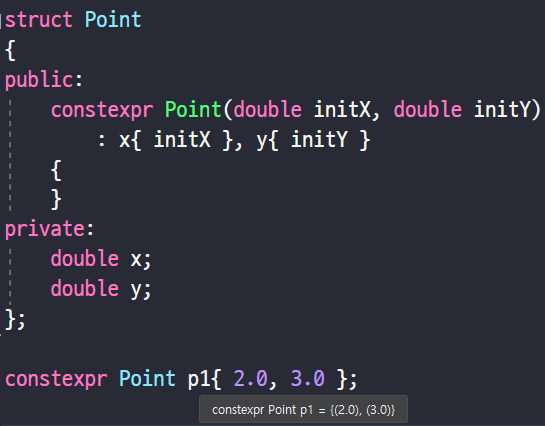 struct Point
{
public:
    constexpr Point(double initX, double initY)
        : x{ initX }, y{ initY }
    {
    }
private:
    double x;
    double y;
};
constexpr Point p1{ 2.0, 3.0 };
constexpr Point p1 = {(2.0), (3.0)}